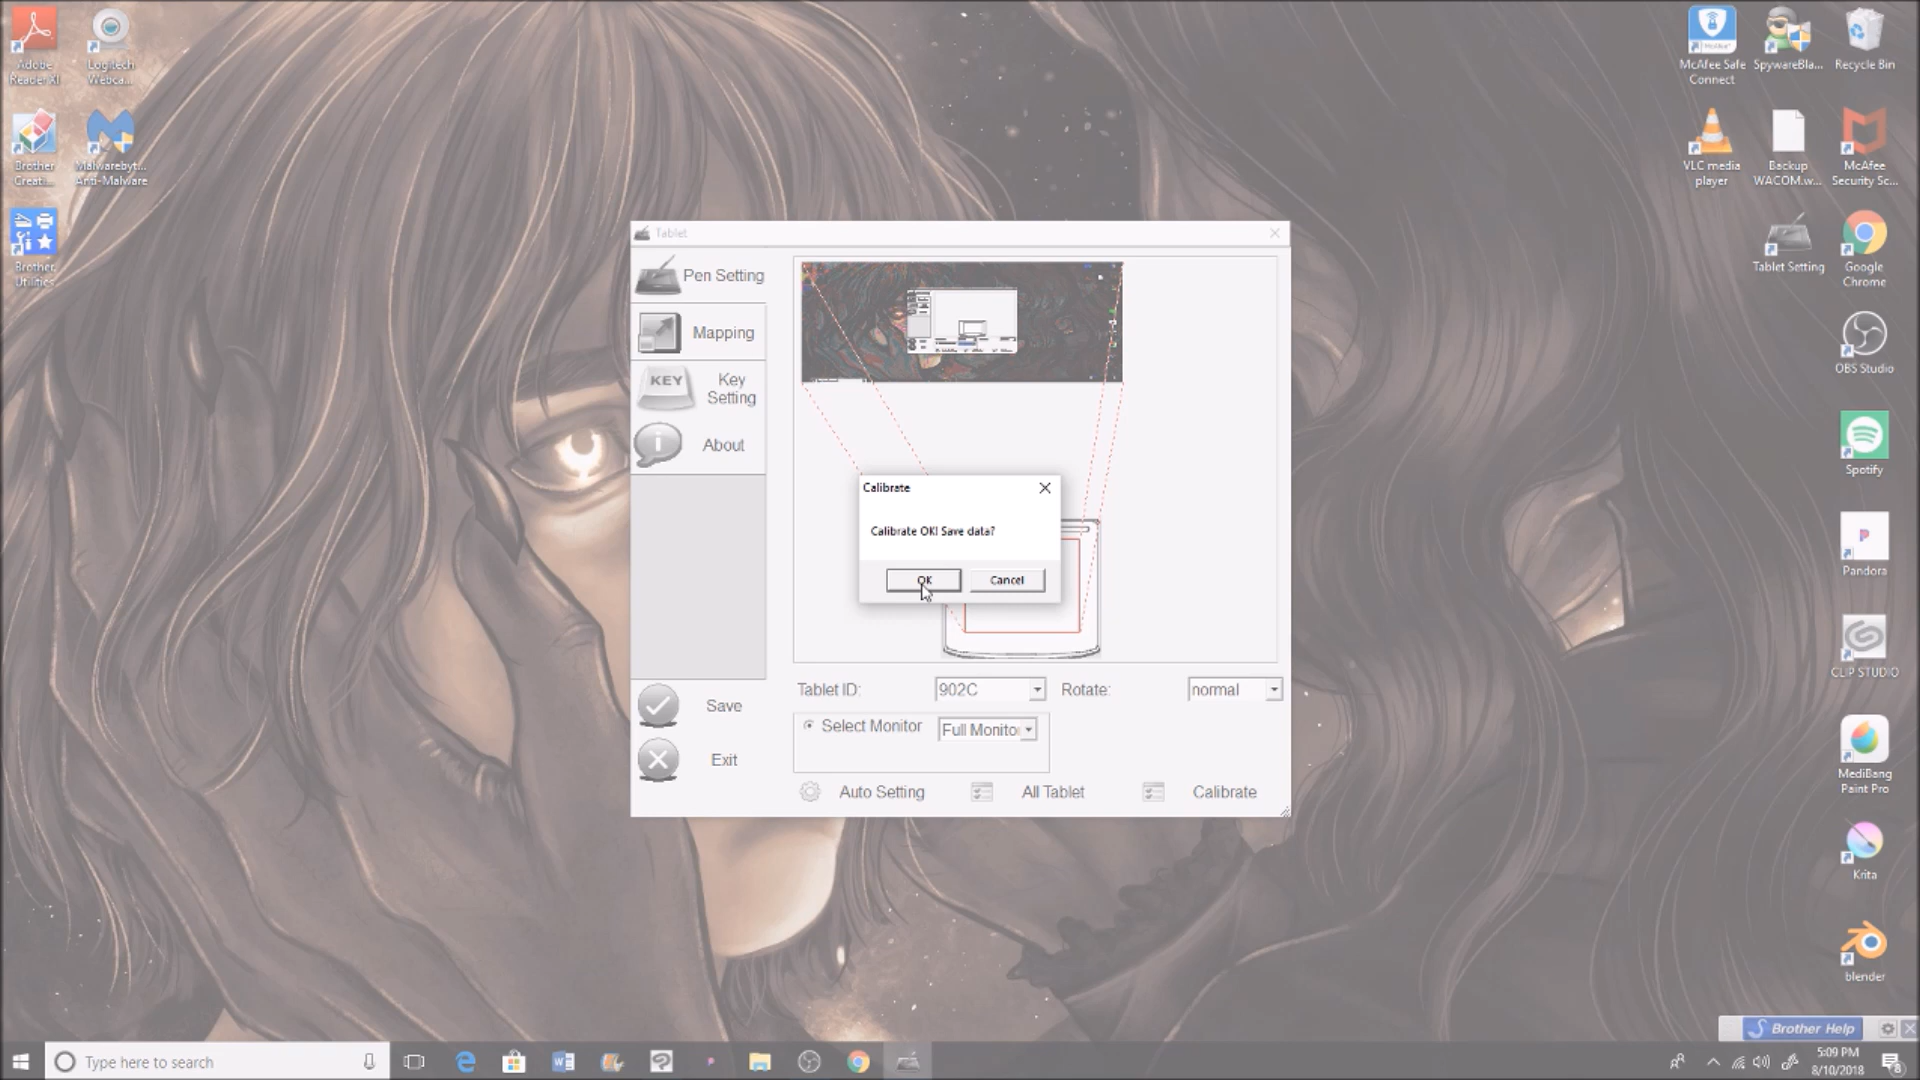 Adobe
Reader XI
Logitech
Webca...
Brother
Creati...
Malwarebyt...
Anti-Malware
Brother
Utilities
McAfee Safe
Connect
SpywareBla...
Recycle Bin
VLC media
player
Backup
WACOM.w...
McAfee
Security Sc...
Tablet Setting
Google
Chrome
OBS Studio
Spotify
Pandora
CLIP STUDIO
MediBang
Paint Pro
Krita
blender
Tablet
Pen Setting
Mapping
KEY
Key
Setting
About
Save
Exit
Calibrate
Calibrate OK! Save data?
OK
Cancel
Tablet ID:
902C
Rotate:
normal
Select Monitor
Full Monitor
Auto Setting
All Tablet
Calibrate
Brother Help
Type here to search
5:09 PM
8/10/2018
8